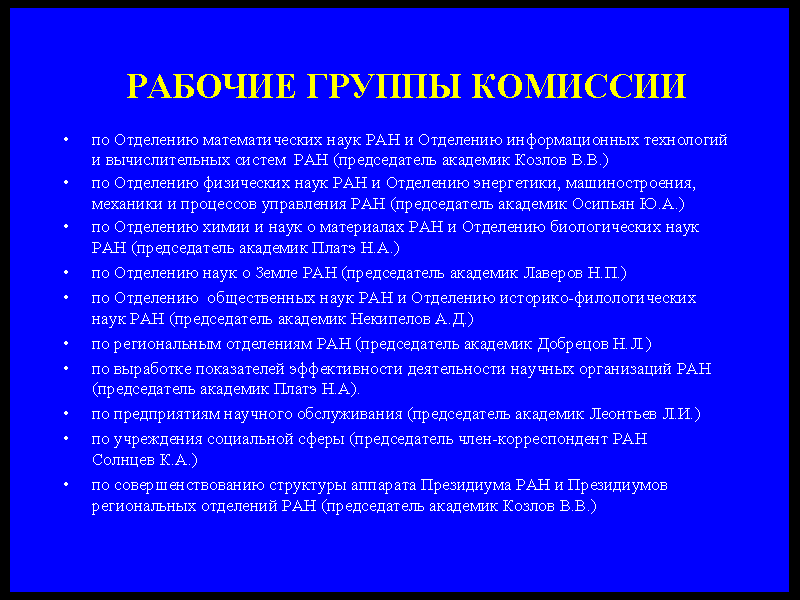 РАБОЧИЕ ГРУППЫ КОМИССИИ
• по Отделению математических наук РАН и Отделению информационных технологий
и вычислительных систем РАН (председатель академик Козлов В.В.)
• по Отделению физических наук РАН и Отделению энергетики, машиностроения,
механики и процессов управления РАН (председатель академик Осипьян Ю.А.)
• по Отделению химии и наук о материалах РАН и Отделению биологических наук
РАН (председатель академик Платэ Н.А.)
• по Отделению наук о Земле РАН (председатель академик Лаверов Н.П.)
• по Отделению общественных наук РАН и Отделению историко-филологических
наук РАН (председатель академик Некипелов А.Д.)
• по региональным отделениям РАН (председатель академик Добрецов Н.Л.)
• по выработке показателей эффективности деятельности научных организаций РАН
(председатель академик Платэ Н.А).
• по предприятиям научного обслуживания (председатель академик Леонтьев Л.И.)
• по учреждения социальной сферы (председатель член-корреспондент РАН
Солнцев К.А.)
• по совершенствованию структуры аппарата Президиума РАН и Президиумов
региональных отделений РАН (председатель академик Козлов В.В.)